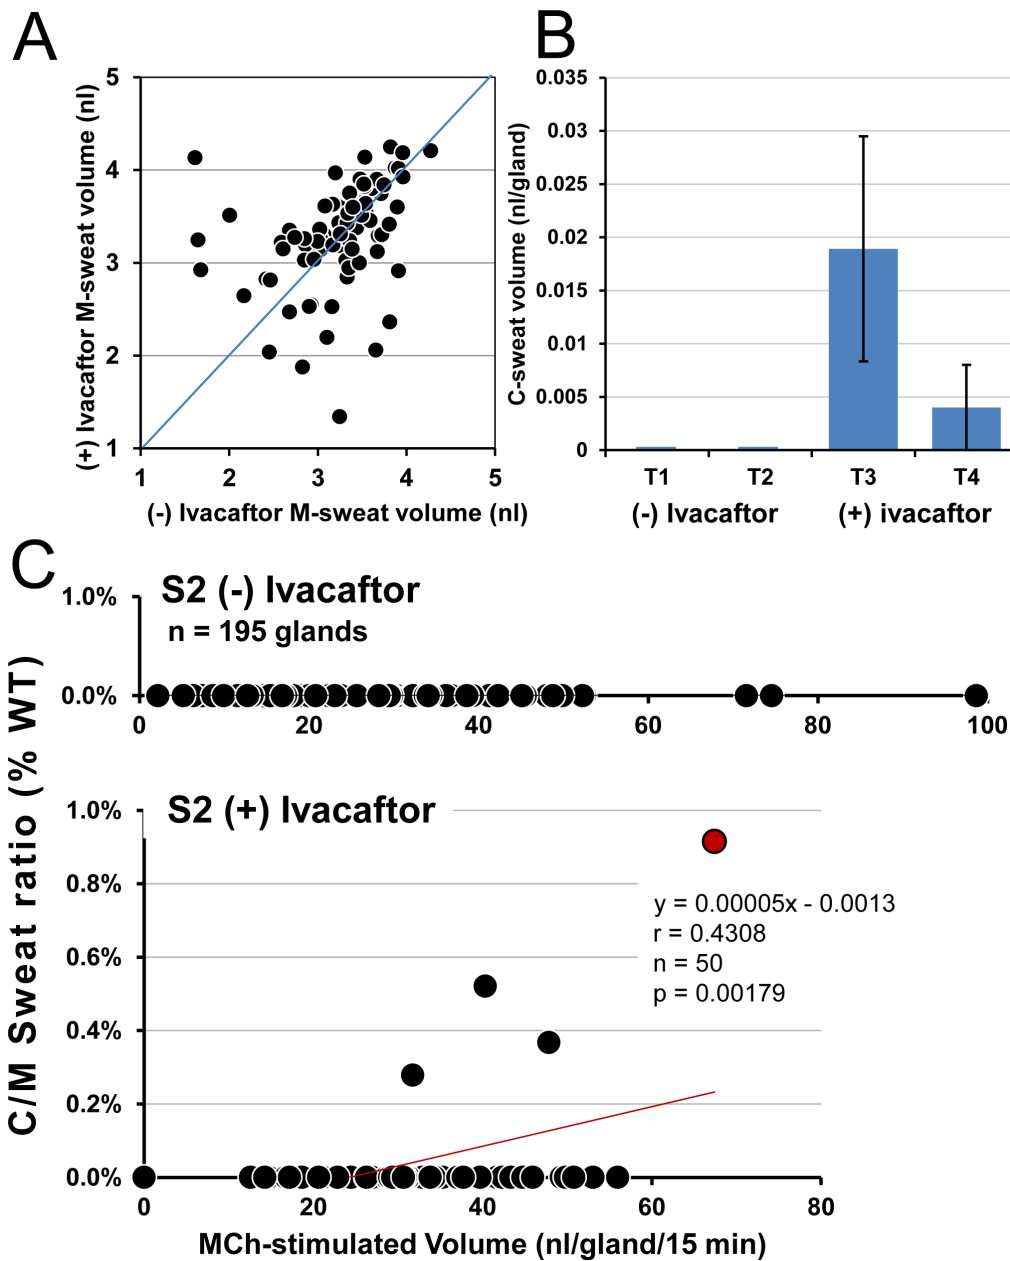 A
5
4
3
2
1
1
2
3
4
5
(+) Ivacaftor M-sweat volume (nl)
(-) Ivacaftor M-sweat volume (nl)
B
0.035
0.03
0.025
0.02
0.015
0.01
0.005
0
C-sweat volume (nl/gland)
T1
T2
T3
T4
(-) Ivacaftor
(+) ivacaftor
C
C/M Sweat ratio (% WT)
S2 (-) Ivacaftor
n = 195 glands
1.0%
0.0%
0
20
40
60
80
100
S2 (+) Ivacaftor
1.0%
0.8%
0.6%
0.4%
0.2%
0.0%
y = 0.00005x - 0.0013
r = 0.4308
n = 50
p = 0.00179
0
20
40
60
80
MCh-stimulated Volume (nl/gland/15 min)